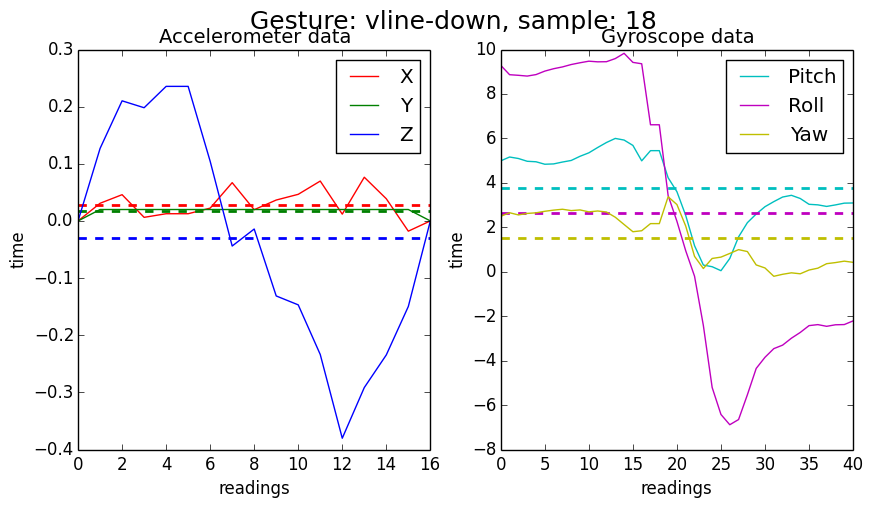 Gesture: vline-down, sample: 18
Accelerometer data
0.3
0.2
0.1
0.0
−0.1
−0.2
−0.3
−0.4
time
0 2 4 6 8 10 12 14 16
readings
X
Y
Z
Gyroscope data
10
8
6
4
2
0
−2
−4
−6
−8
time
0 5 10 15 20 25 30 35 40
readings
Pitch
Roll
Yaw